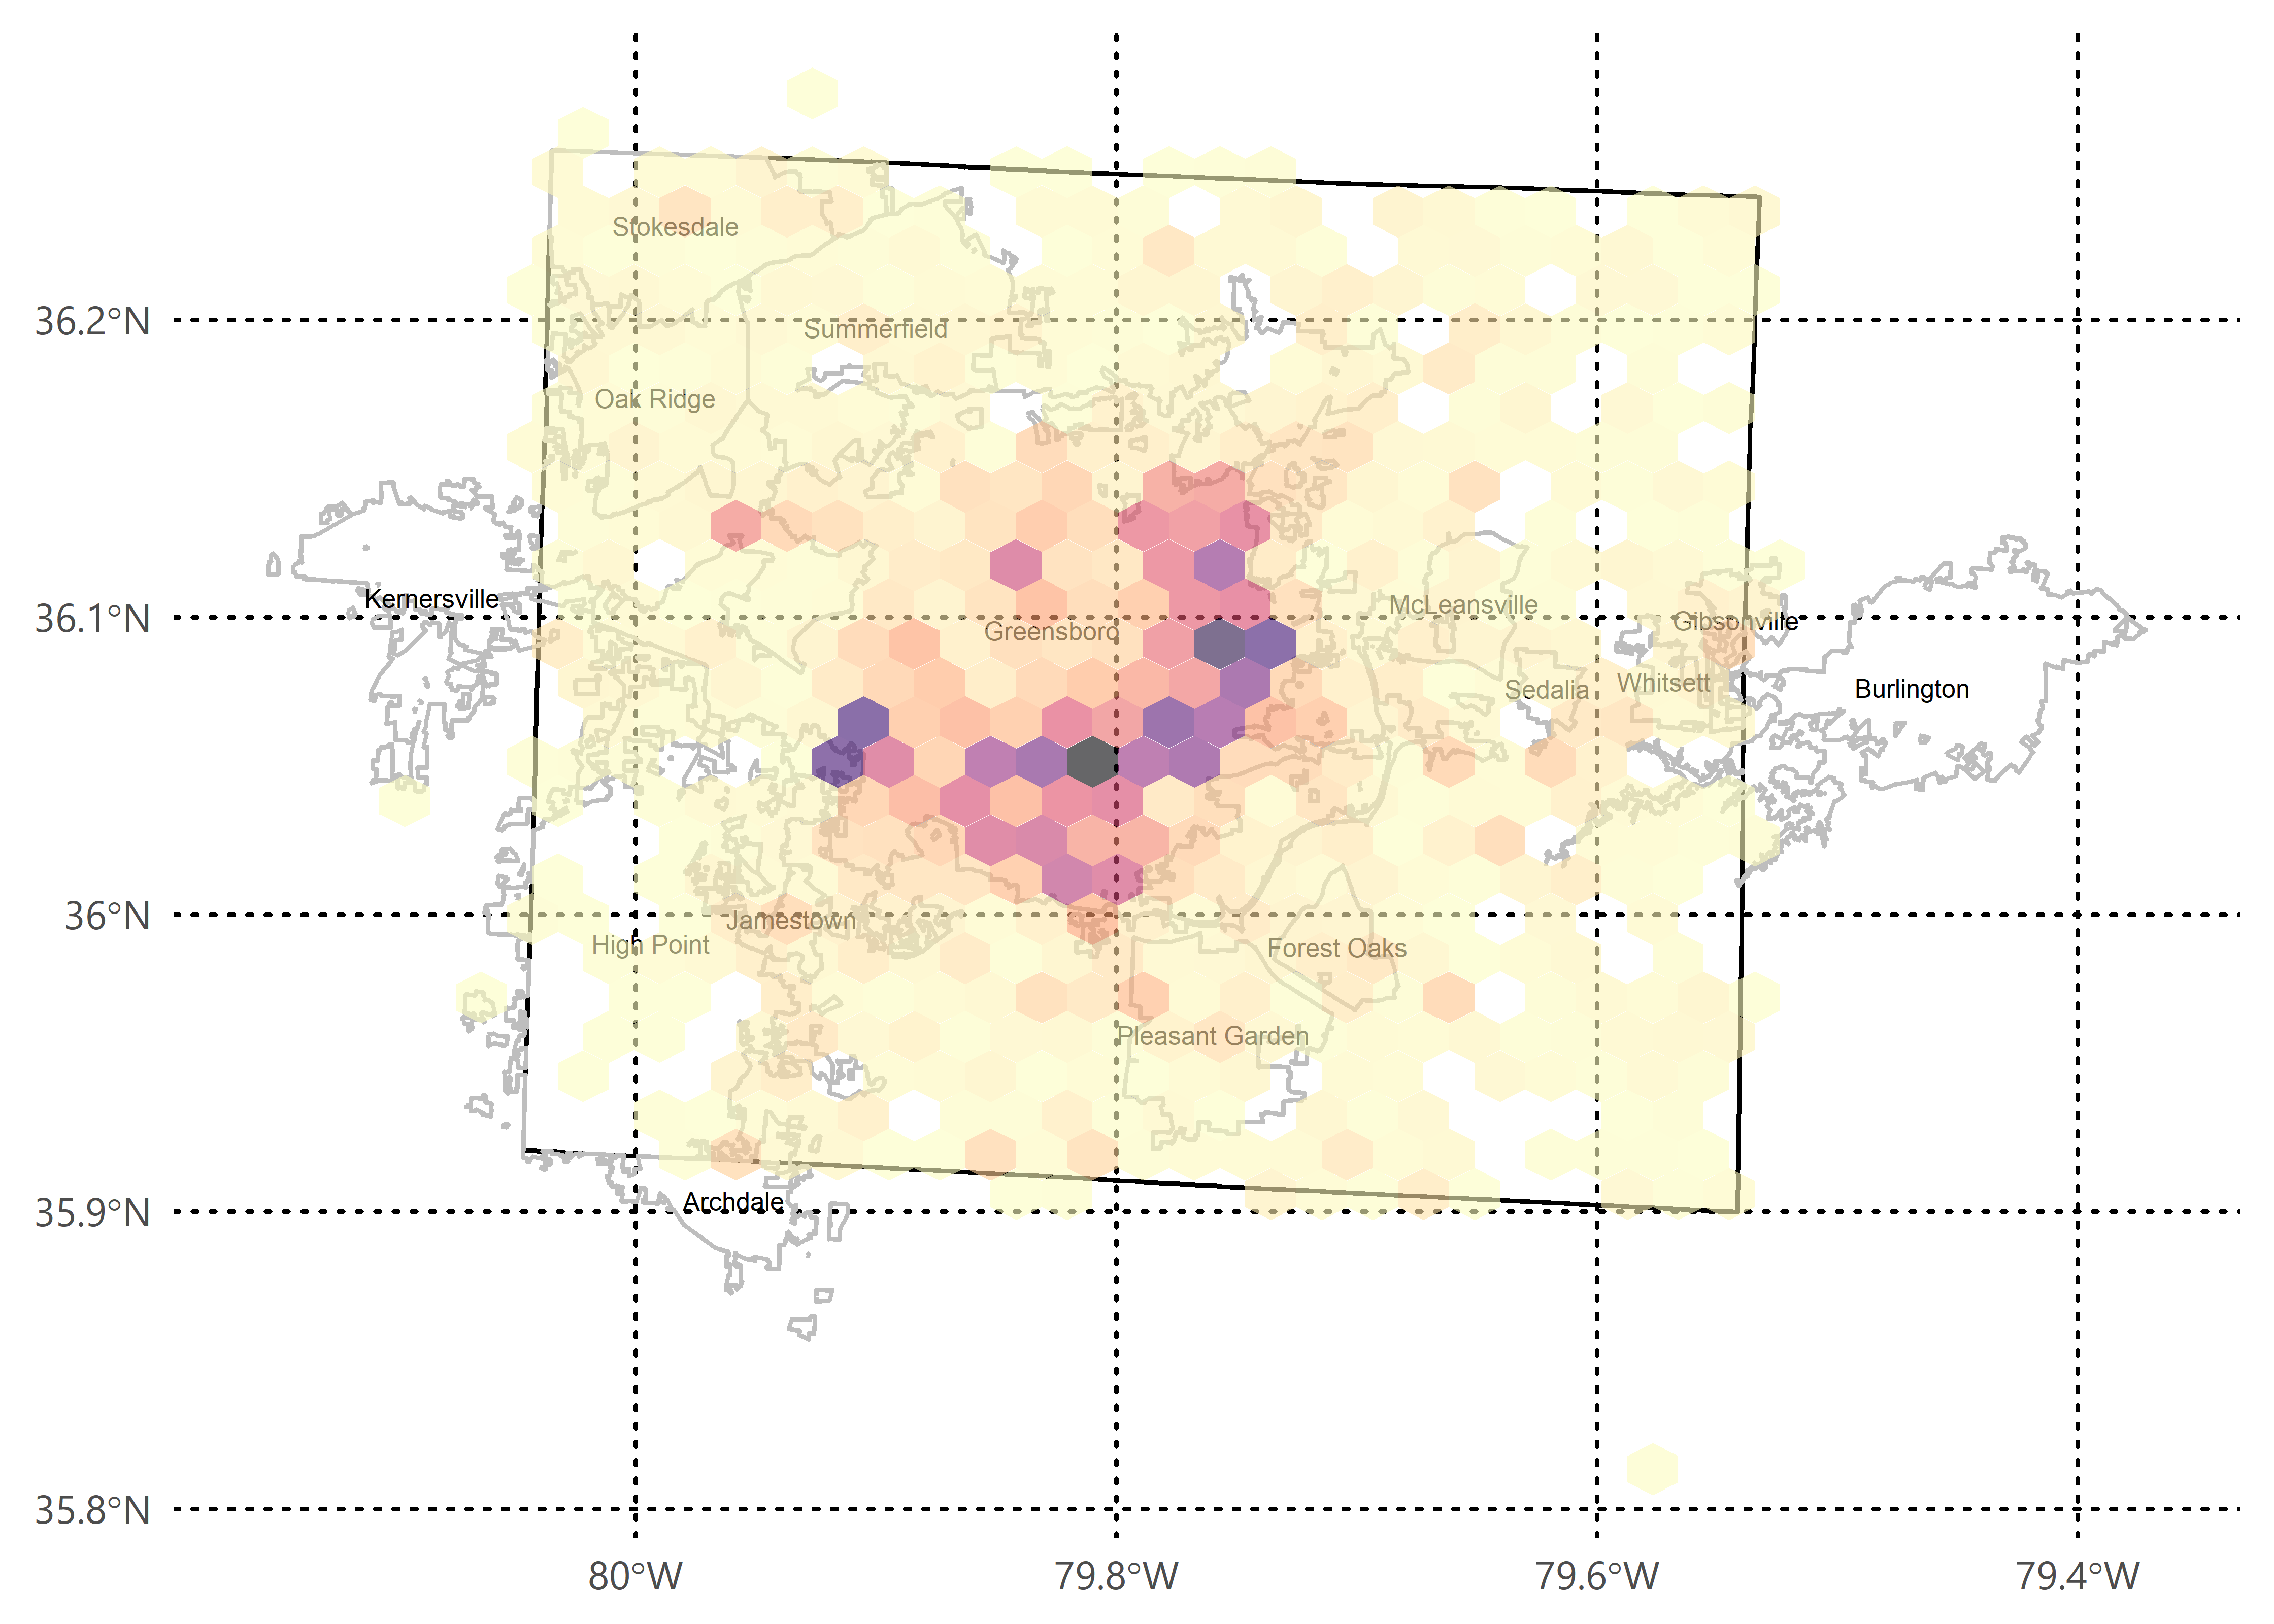 Stokesdale
36.2°N
Summerfield
Oak Ridge
Kernersville
36.1°N
McLeansville
Gibsonville
Greensboro
Sedalia
Whitsett
Burlington
36°N
Jamestown
High Point
Forest Oaks
Pleasant Garden
35.9°N
Archdale
35.8°N
80°W
79.8°W
79.6°W
79.4°W